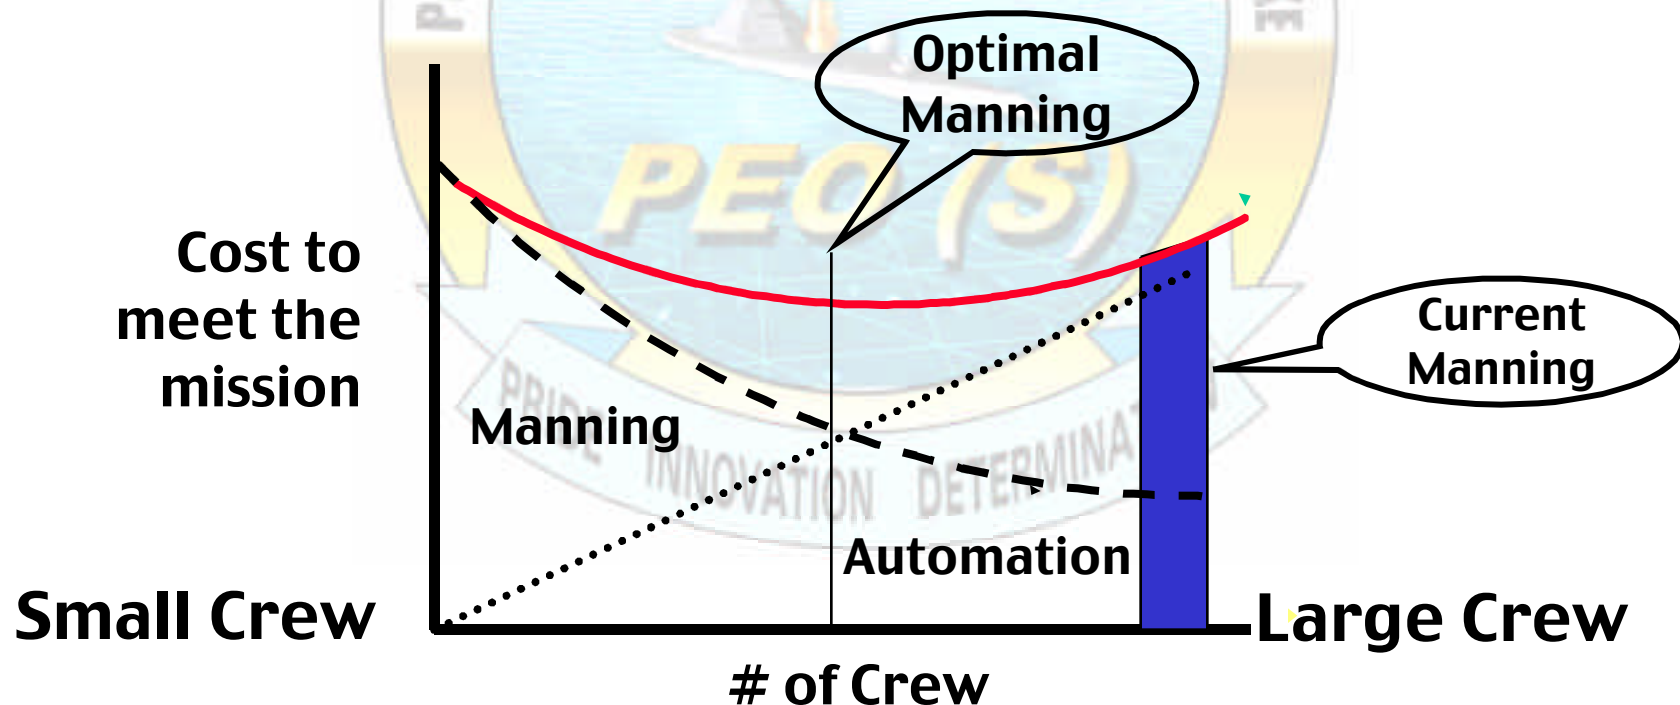 Optimal
Manning
PEO (S)
Cost to
meet the
mission
Current
Manning
Manning
PRIDE INNOVATION DETERMINATION
Automation
Small Crew
Large Crew
# of Crew